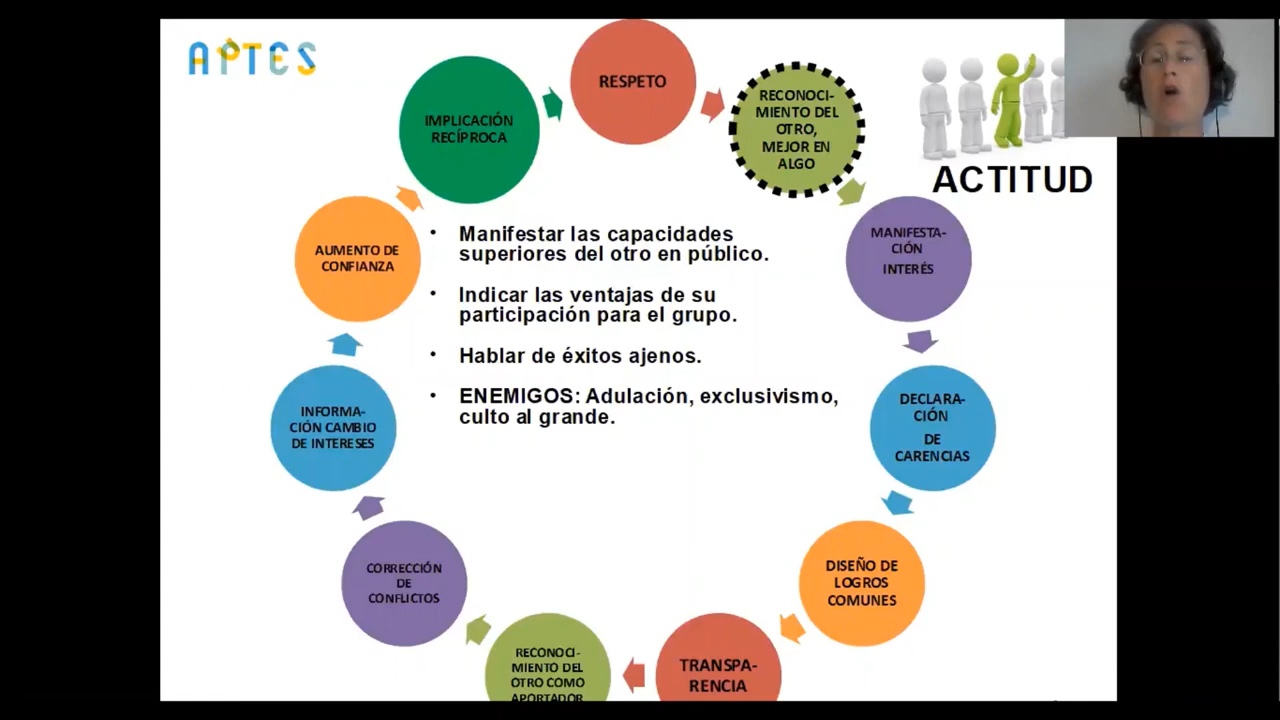 APTES
RESPETO
RECONOCI-
MIENTO DEL
OTRO,
MEJOR EN
ALGO
ACTITUD
MANIFESTA-
CIÓN
INTERÉS
DECLARA-
CIÓN
DE
CARENCIAS
DISEÑO DE
LOGROS
COMUNES
TRANSPA-
RENCIA
RECONOCI-
MIENTO DEL
OTRO COMO
APORTADOR
CORRECCIÓN
DE
CONFLICTOS
INFORMA-
CIÓN CAMBIO
DE INTERESES
AUMENTO DE
CONFIANZA
IMPLICACIÓN
RECÍPROCA
• Manifestar las capacidades
superiores del otro en público.
• Indicar las ventajas de su
participación para el grupo.
• Hablar de éxitos ajenos.
• ENEMIGOS: Adulación, exclusivismo,
culto al grande.